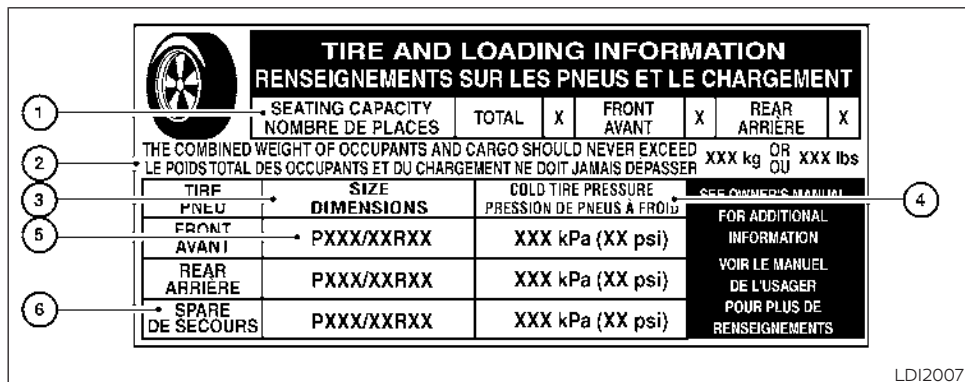 TIRE AND LOADING INFORMATION
RENSEIGNEMENTS SUR LES PNEUS ET LE CHARGEMENT
1
SEATING CAPACITY
NOMBRE DE PLACES
TOTAL X
FRONT
AVANT
X
REAR
ARRIÈRE
X
2
THE COMBINED WEIGHT OF OCCUPANTS AND CARGO SHOULD NEVER EXCEED
LE POIDS TOTAL DES OCCUPANTS ET DU CHARGEMENT NE DOIT JAMAIS DÉPASSER
XXX kg
OR
OU
XXX lbs
3
TIRE
PNEU
SIZE
DIMENSIONS
COLD TIRE PRESSURE
PRESSION DE PNEUS À FROID
4
5
FRONT
AVANT
PXXX/XXRXX
XXX kPa (XX psi)
REAR
ARRIÈRE
PXXX/XXRXX
XXX kPa (XX psi)
6
SPARE
DE SECOURS
PXXX/XXRXX
XXX kPa (XX psi)
SEE OWNER'S MANUAL
FOR ADDITIONAL
INFORMATION
VOIR LE MANUEL
DE L'USAGER
POUR PLUS DE
RENSEIGNEMENTS
LDI2007